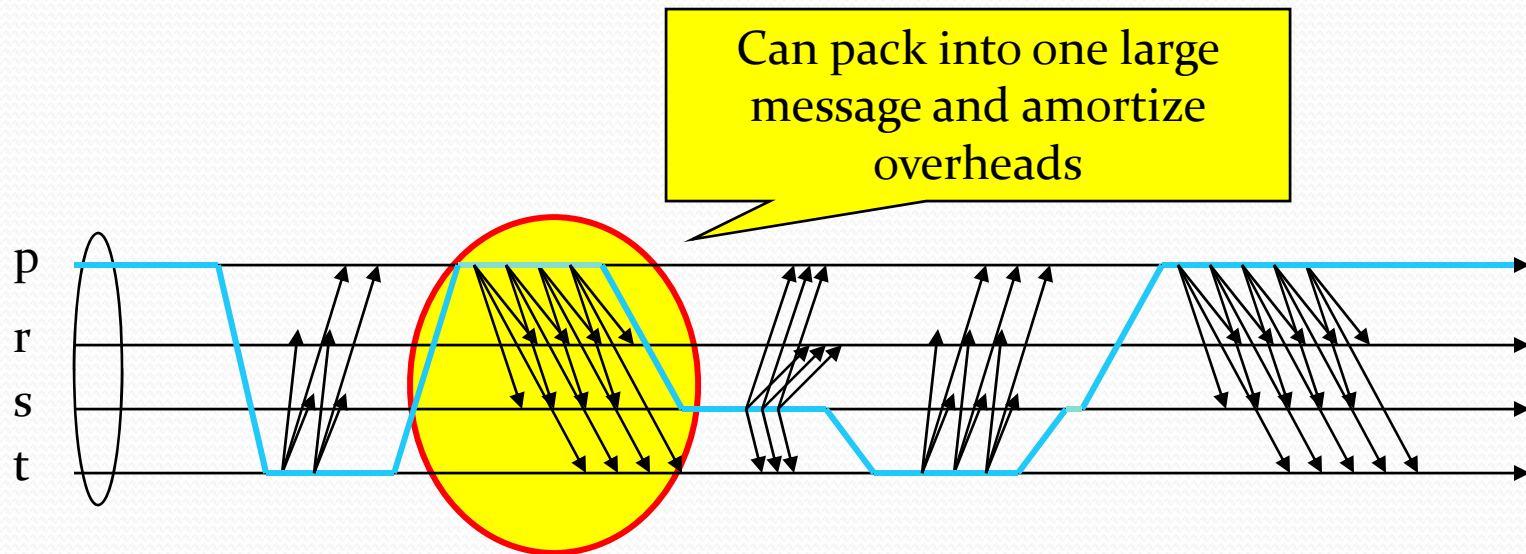 Can pack into one large
message and amortize
overheads
p
r
s
t